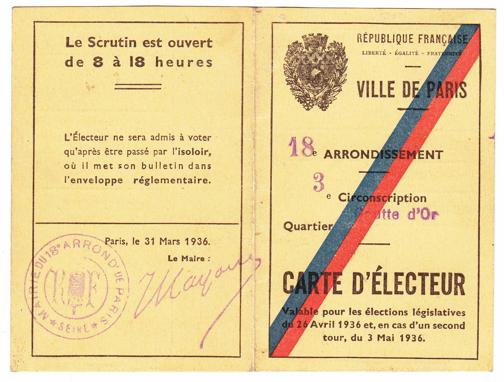 Le Scrutin est ouvert
de 8 à 18 heures
L'Électeur ne sera admis à voter
qu'après être passé par l'isoloir,
où il met son bulletin dans
l'enveloppe réglementaire.
Paris, le 31 Mars 1936.
Le Maire :
MAIRIE DU 18e ARRONDt DE PARIS
RF
SEINE
RÉPUBLIQUE FRANÇAISE
LIBERTÉ - ÉGALITÉ - FRATERNITÉ
VILLE DE PARIS
18e ARRONDISSEMENT
3e Circonscription
Quartier Goutte d'Or
CARTE D'ÉLECTEUR
Valable pour les élections législatives
du 26 Avril 1936 et, en cas d'un second
tour, du 3 Mai 1936.